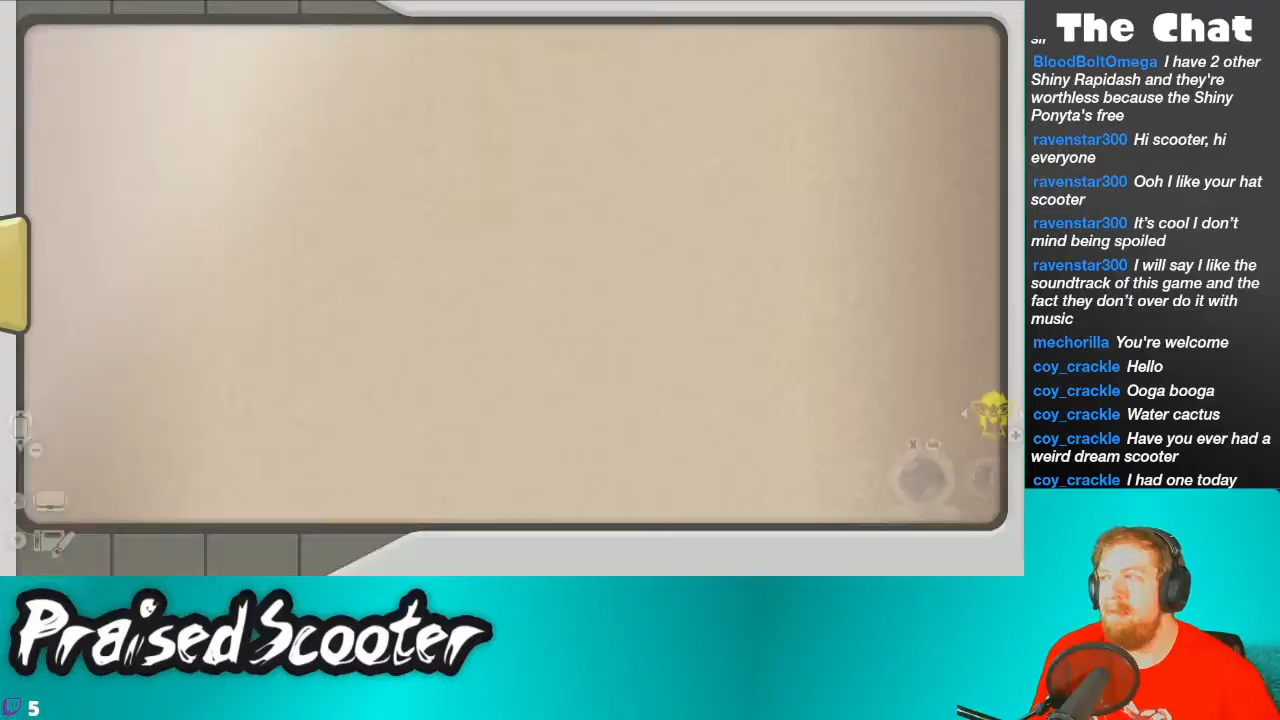 The Chat
BloodBoltOmega I have 2 other
Shiny Rapidash and they're
worthless because the Shiny
Ponyta's free
ravenstar300 Hi scooter, hi
everyone
ravenstar300 Ooh I like your hat
scooter
ravenstar300 It's cool I don't
mind being spoiled
ravenstar300 I will say I like the
soundtrack of this game and the
fact they don't over do it with
music
mechorilla You're welcome
coy_crackle Hello
coy_crackle Ooga booga
coy_crackle Water cactus
coy_crackle Have you ever had a
weird dream scooter
coy_crackle I had one today
X
PraisedScooter
5